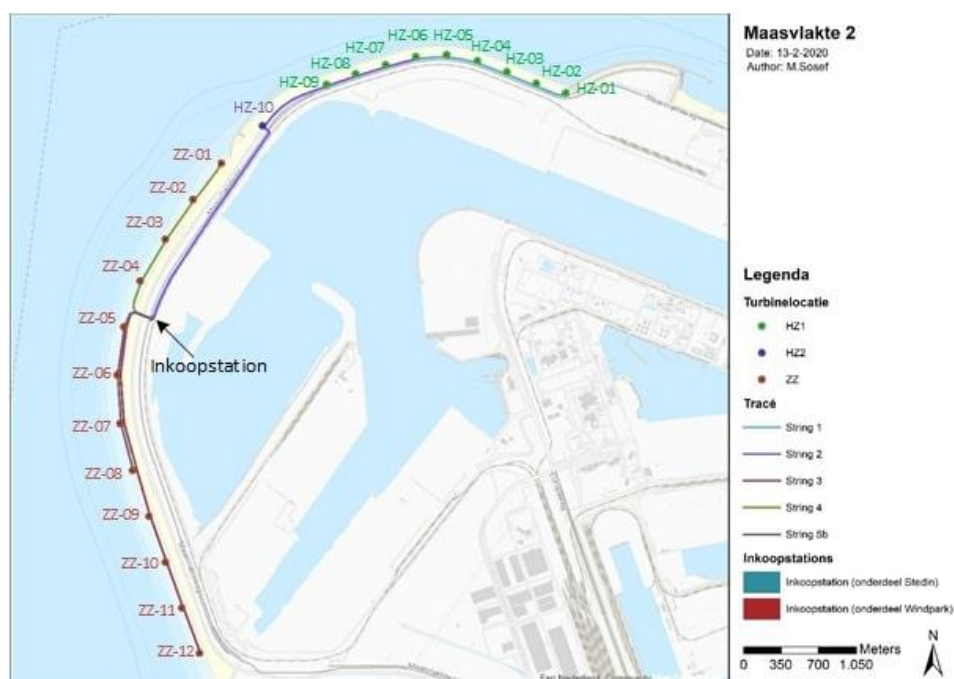 HZ-06
HZ-05
HZ-07
HZ-04
HZ-08
HZ-03
HZ-09
HZ-02
HZ-01
HZ-10
ZZ-01
ZZ-02
ZZ-03
ZZ-04
ZZ-05
Inkoopstation
ZZ-06
ZZ-07
ZZ-08
ZZ-09
ZZ-10
ZZ-11
ZZ-12
Maasvlakte 2
Date: 13-2-2020
Author: M.Sosef
Legenda
Turbinelocatie
HZ1
HZ2
ZZ
Tracé
String 1
String 2
String 3
String 4
String 5b
Inkoopstations
Inkoopstation (onderdeel Stedin)
Inkoopstation (onderdeel Windpark)
N
Meters
0 350 700 1.050